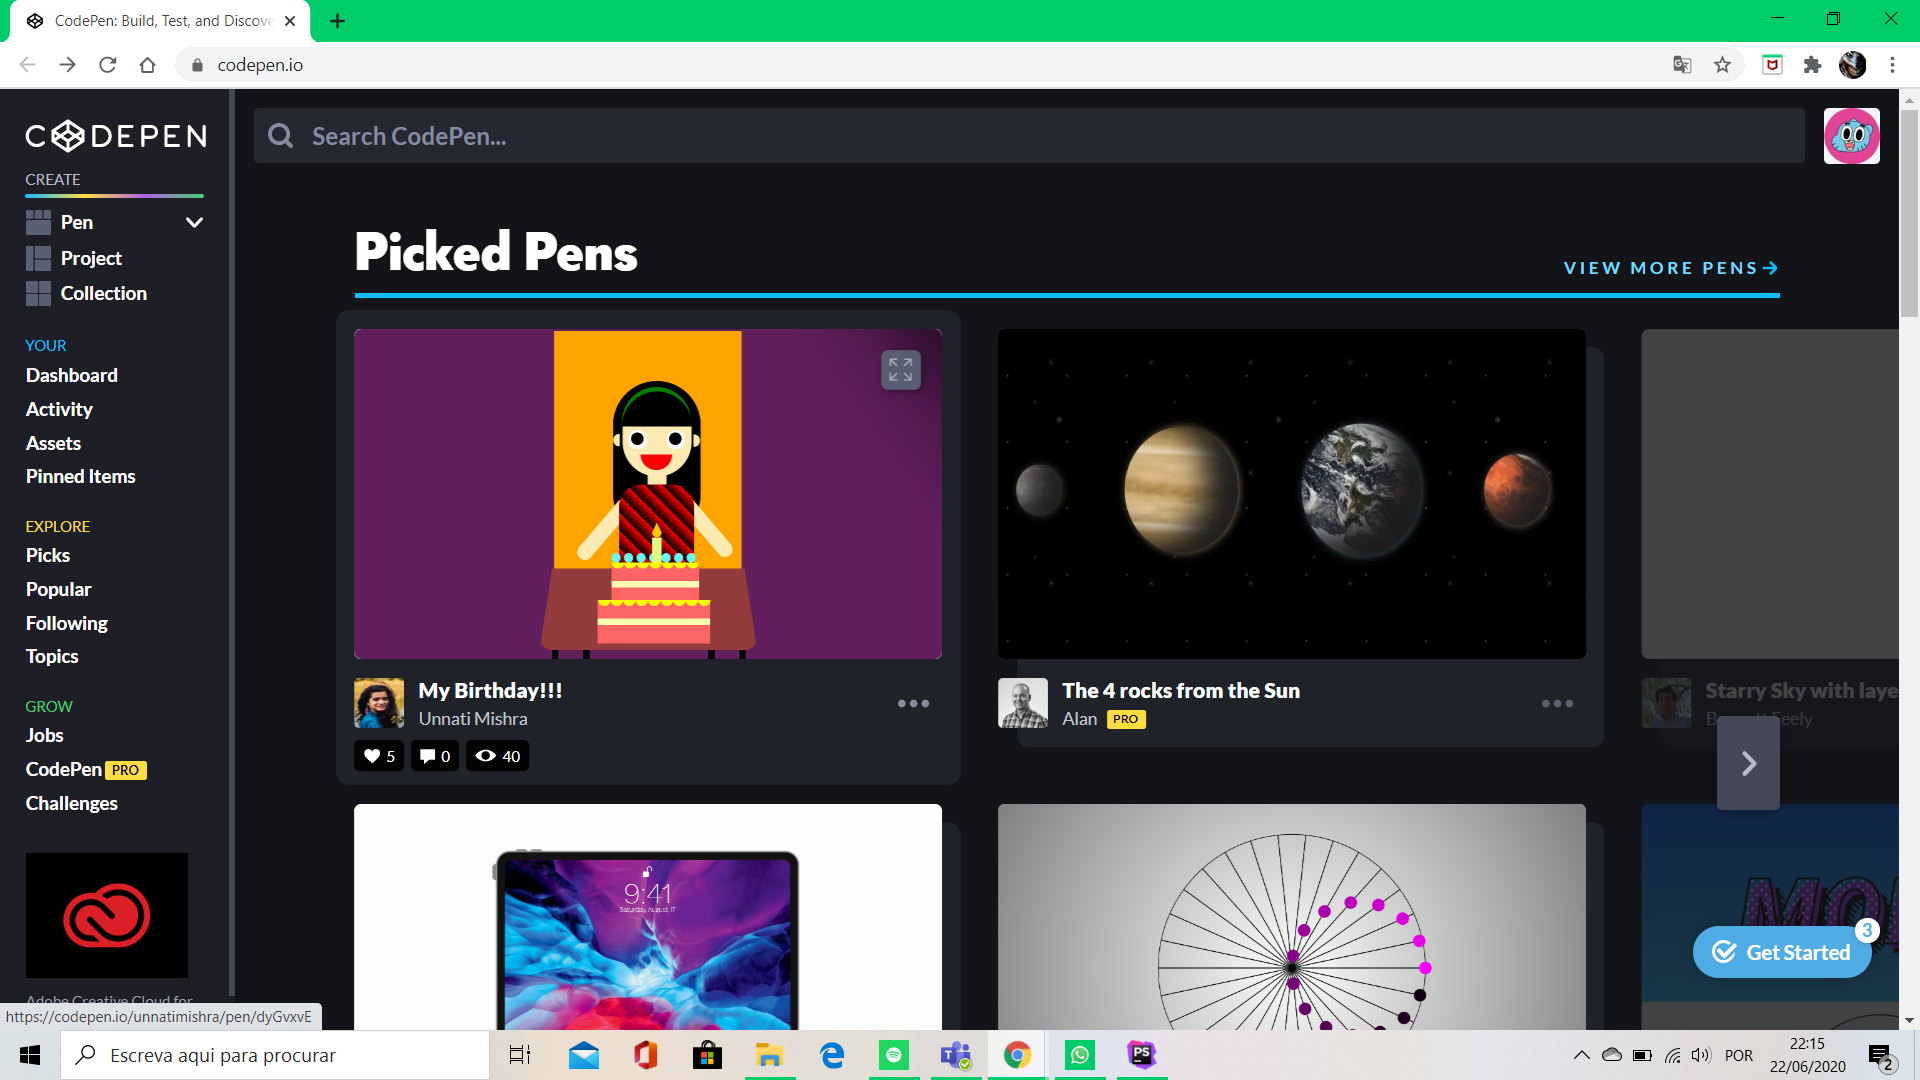 CodePen: Build, Test, and Discove
codepen.io
CODEPEN
Search CodePen...
CREATE
Pen
Project
Collection
YOUR
Dashboard
Activity
Assets
Pinned Items
EXPLORE
Picks
Popular
Following
Topics
GROW
Jobs
CodePen PRO
Challenges
Adobe Creative Cloud for
https://codepen.io/unnatimishra/pen/dyGvxvE
Picked Pens
VIEW MORE PENS
My Birthday!!!
Unnati Mishra
5 0 40
The 4 rocks from the Sun
Alan PRO
Starry Sky with laye
eely
9:41
Saturday, August 17
MO
Get Started
3
Escreva aqui para procurar
POR
22:15
22/06/2020
2